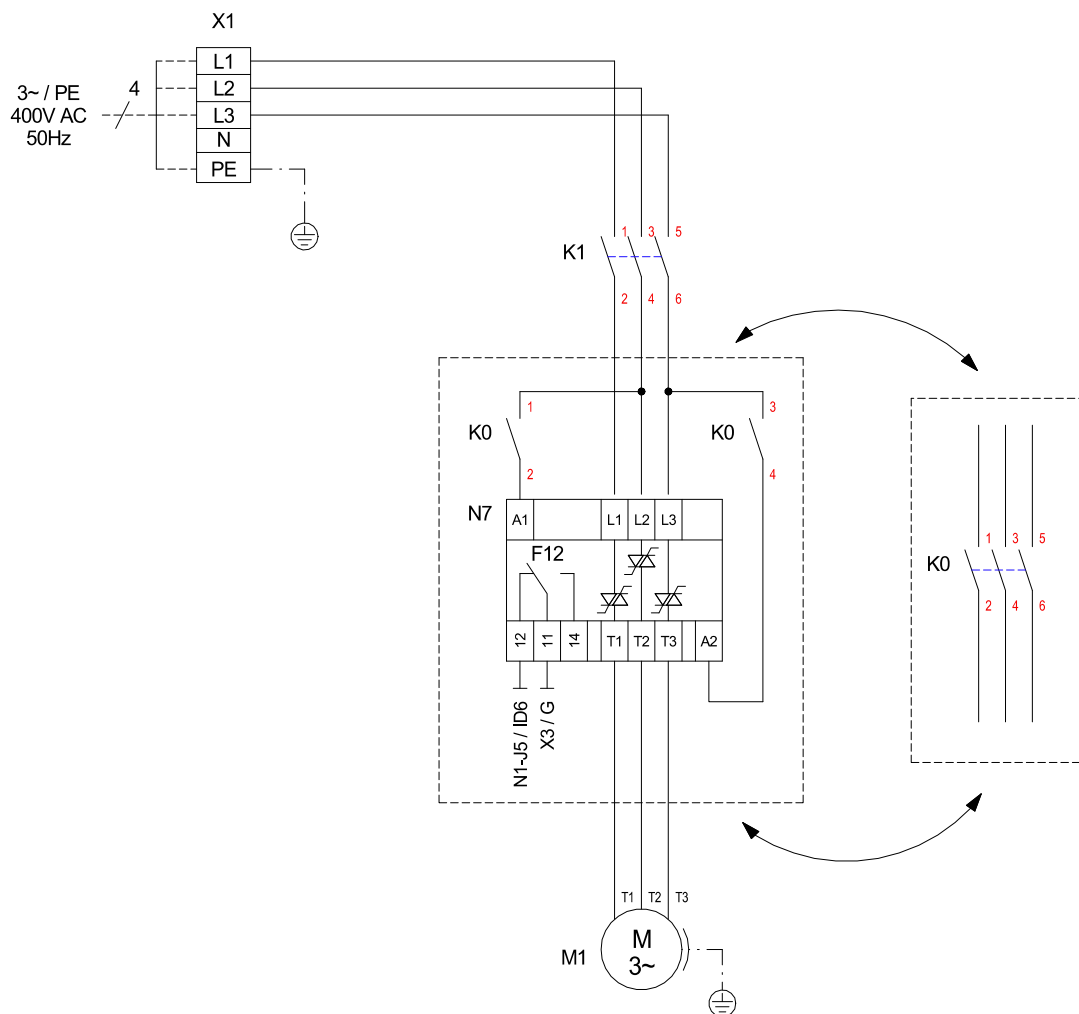 X1
L1
L2
L3
N
PE
3~ / PE
400V AC
50Hz
4
K1
1 3 5
2 4 6
1
K0
2
3
K0
4
N7
A1 L1 L2 L3
F12
12 11 14 T1 T2 T3 A2
N1-J5 / ID6
X3 / G
K0
1 3 5
2 4 6
T1 T2 T3
M1
M
3~